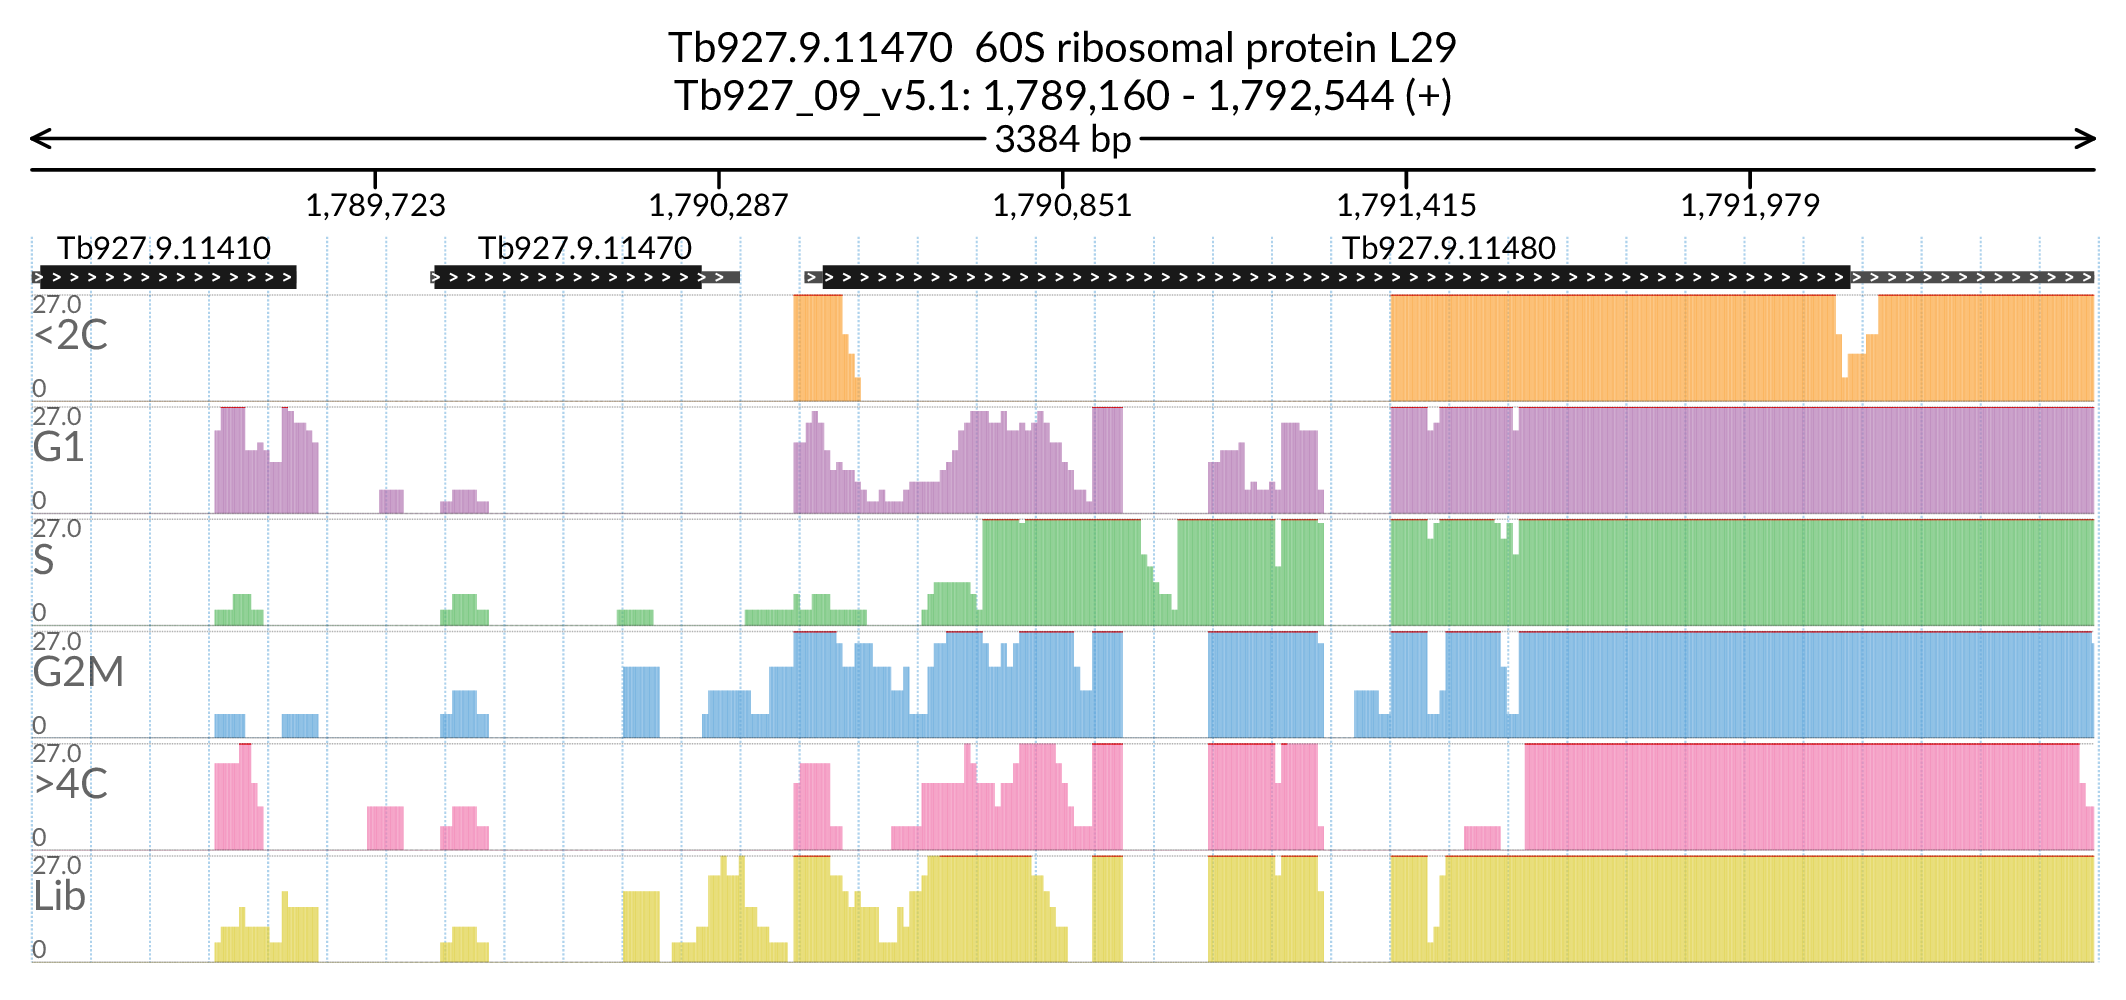 Tb927.9.11470  60S ribosomal protein L29
Tb927_09_v5.1: 1,789,160 - 1,792,544 (+)
3384 bp
1,789,723 1,790,287 1,790,851 1,791,415 1,791,979
Tb927.9.11410 Tb927.9.11470 Tb927.9.11480
27.0
<2C
0
27.0
G1
0
27.0
S
0
27.0
G2M
0
27.0
>4C
0
27.0
Lib
0